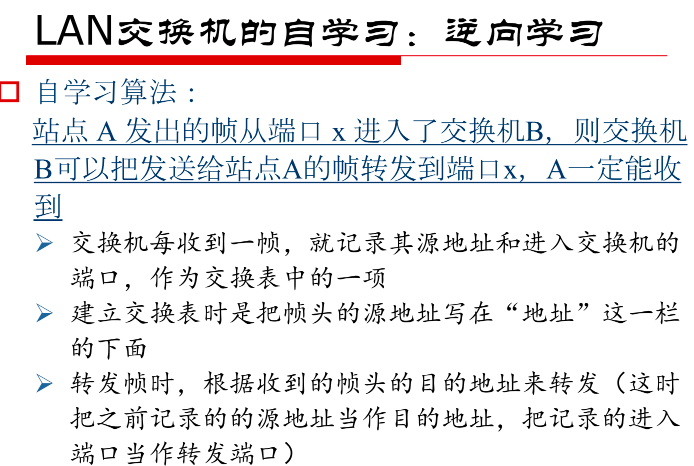 LAN交换机的自学习：逆向学习
自学习算法：
站点 A 发出的帧从端口 x 进入了交换机B，则交换机
B可以把发送给站点A的帧转发到端口x，A一定能收
到
交换机每收到一帧，就记录其源地址和进入交换机的
端口，作为交换表中的一项
建立交换表时是把帧头的源地址写在“地址”这一栏
的下面
转发帧时，根据收到的帧头的目的地址来转发（这时
把之前记录的的源地址当作目的地址，把记录的进入
端口当作转发端口）